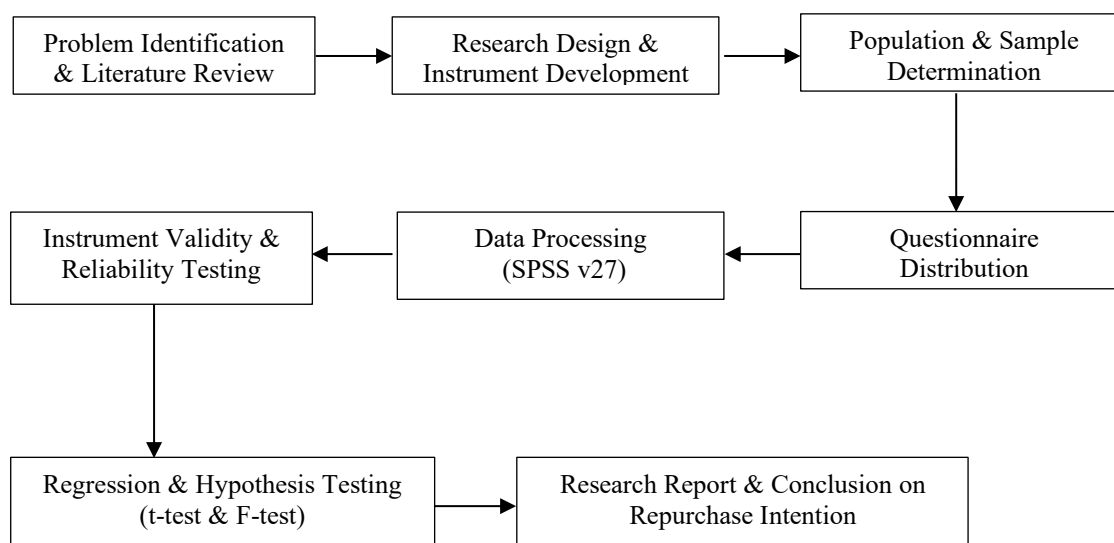 Problem Identification
& Literature Review
Research Design &
Instrument Development
Population & Sample
Determination
Questionnaire
Distribution
Data Processing
(SPSS v27)
Instrument Validity &
Reliability Testing
Regression & Hypothesis Testing
(t-test & F-test)
Research Report & Conclusion on
Repurchase Intention